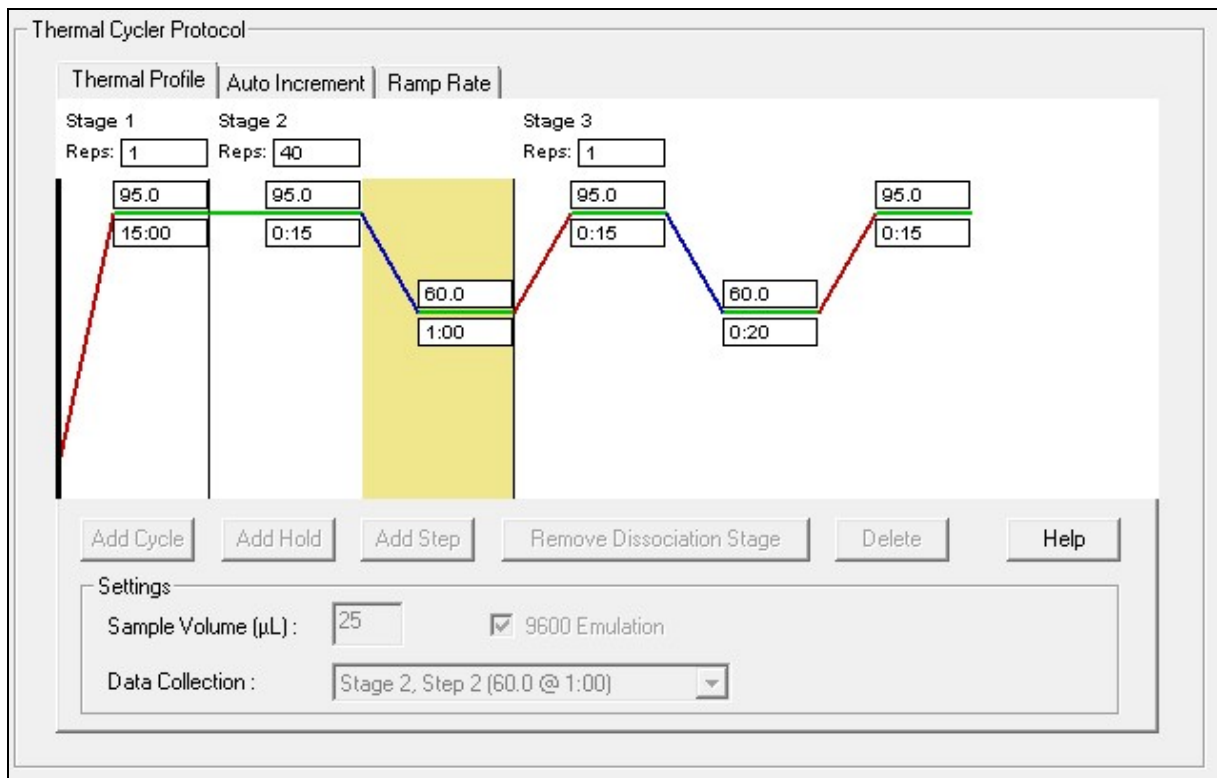 Thermal Cycler Protocol
Thermal Profile Auto Increment Ramp Rate
Stage 1 Stage 2 Stage 3
Reps: 1 Reps: 40 Reps: 1
95.0 95.0 95.0 95.0
15:00 0:15 0:15 0:15
60.0 60.0
1:00 0:20
Add Cycle Add Hold Add Step Remove Dissociation Stage Delete Help
Settings
Sample Volume (µL) : 25 9600 Emulation
Data Collection : Stage 2, Step 2 (60.0 @ 1:00)